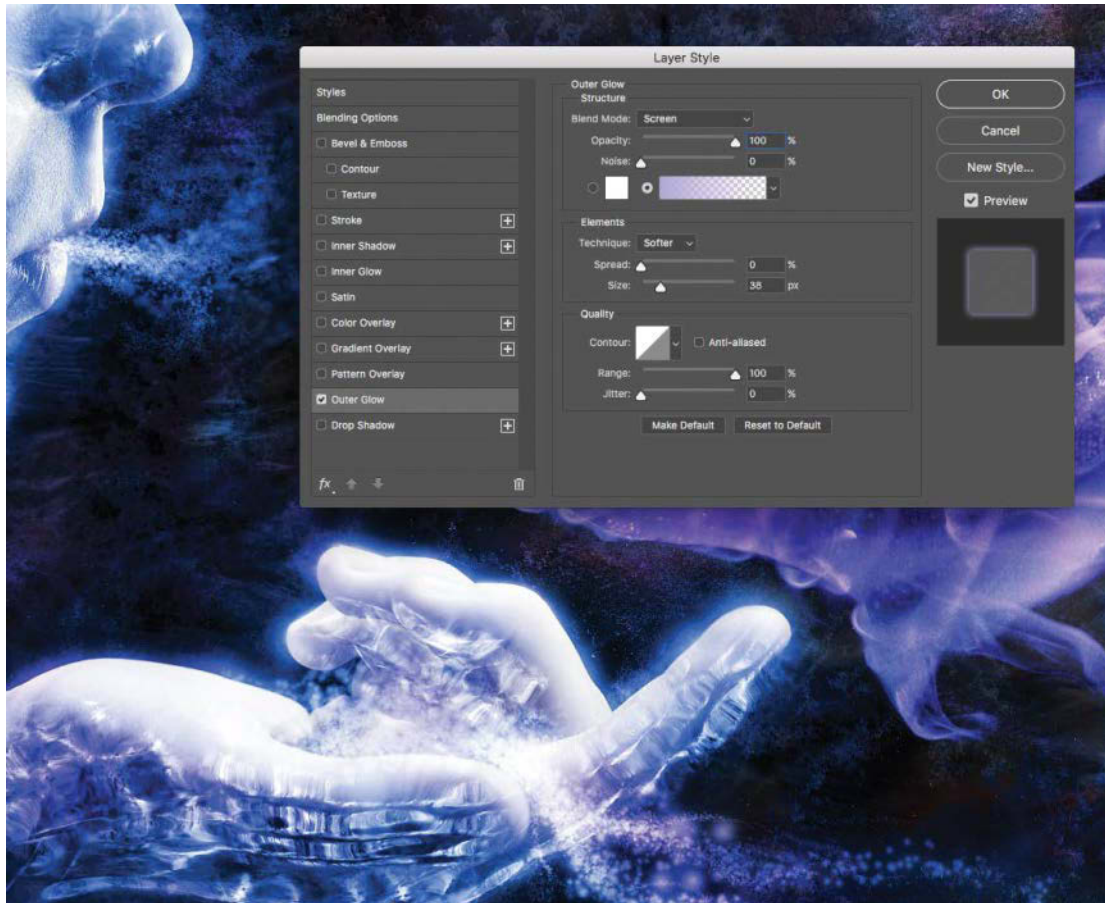 Layer Style
Styles
Blending Options
Bevel & Emboss
Contour
Texture
Stroke
Inner Shadow
Inner Glow
Satin
Color Overlay
Gradient Overlay
Pattern Overlay
Outer Glow
Drop Shadow
fx
Outer Glow
Structure
Blend Mode: Screen
Opacity: 100 %
Noise: 0 %
Elements
Technique: Softer
Spread: 0 %
Size: 38 px
Quality
Contour: Anti-aliased
Range: 100 %
Jitter: 0 %
Make Default Reset to Default
OK
Cancel
New Style...
Preview